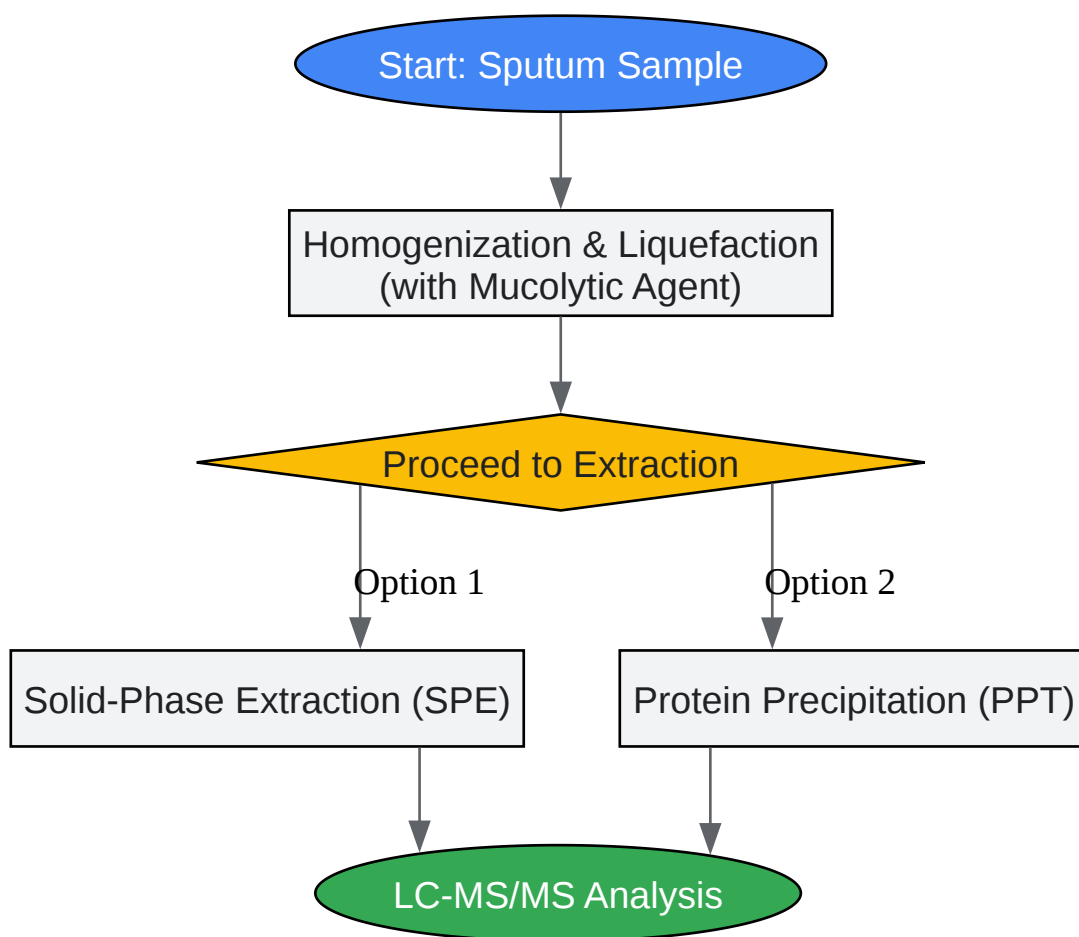 Start: Sputum Sample
Homogenization & Liquefaction
(with Mucolytic Agent)
Proceed to Extraction
Option 1
Option 2
Solid-Phase Extraction (SPE)
Protein Precipitation (PPT)
LC-MS/MS Analysis